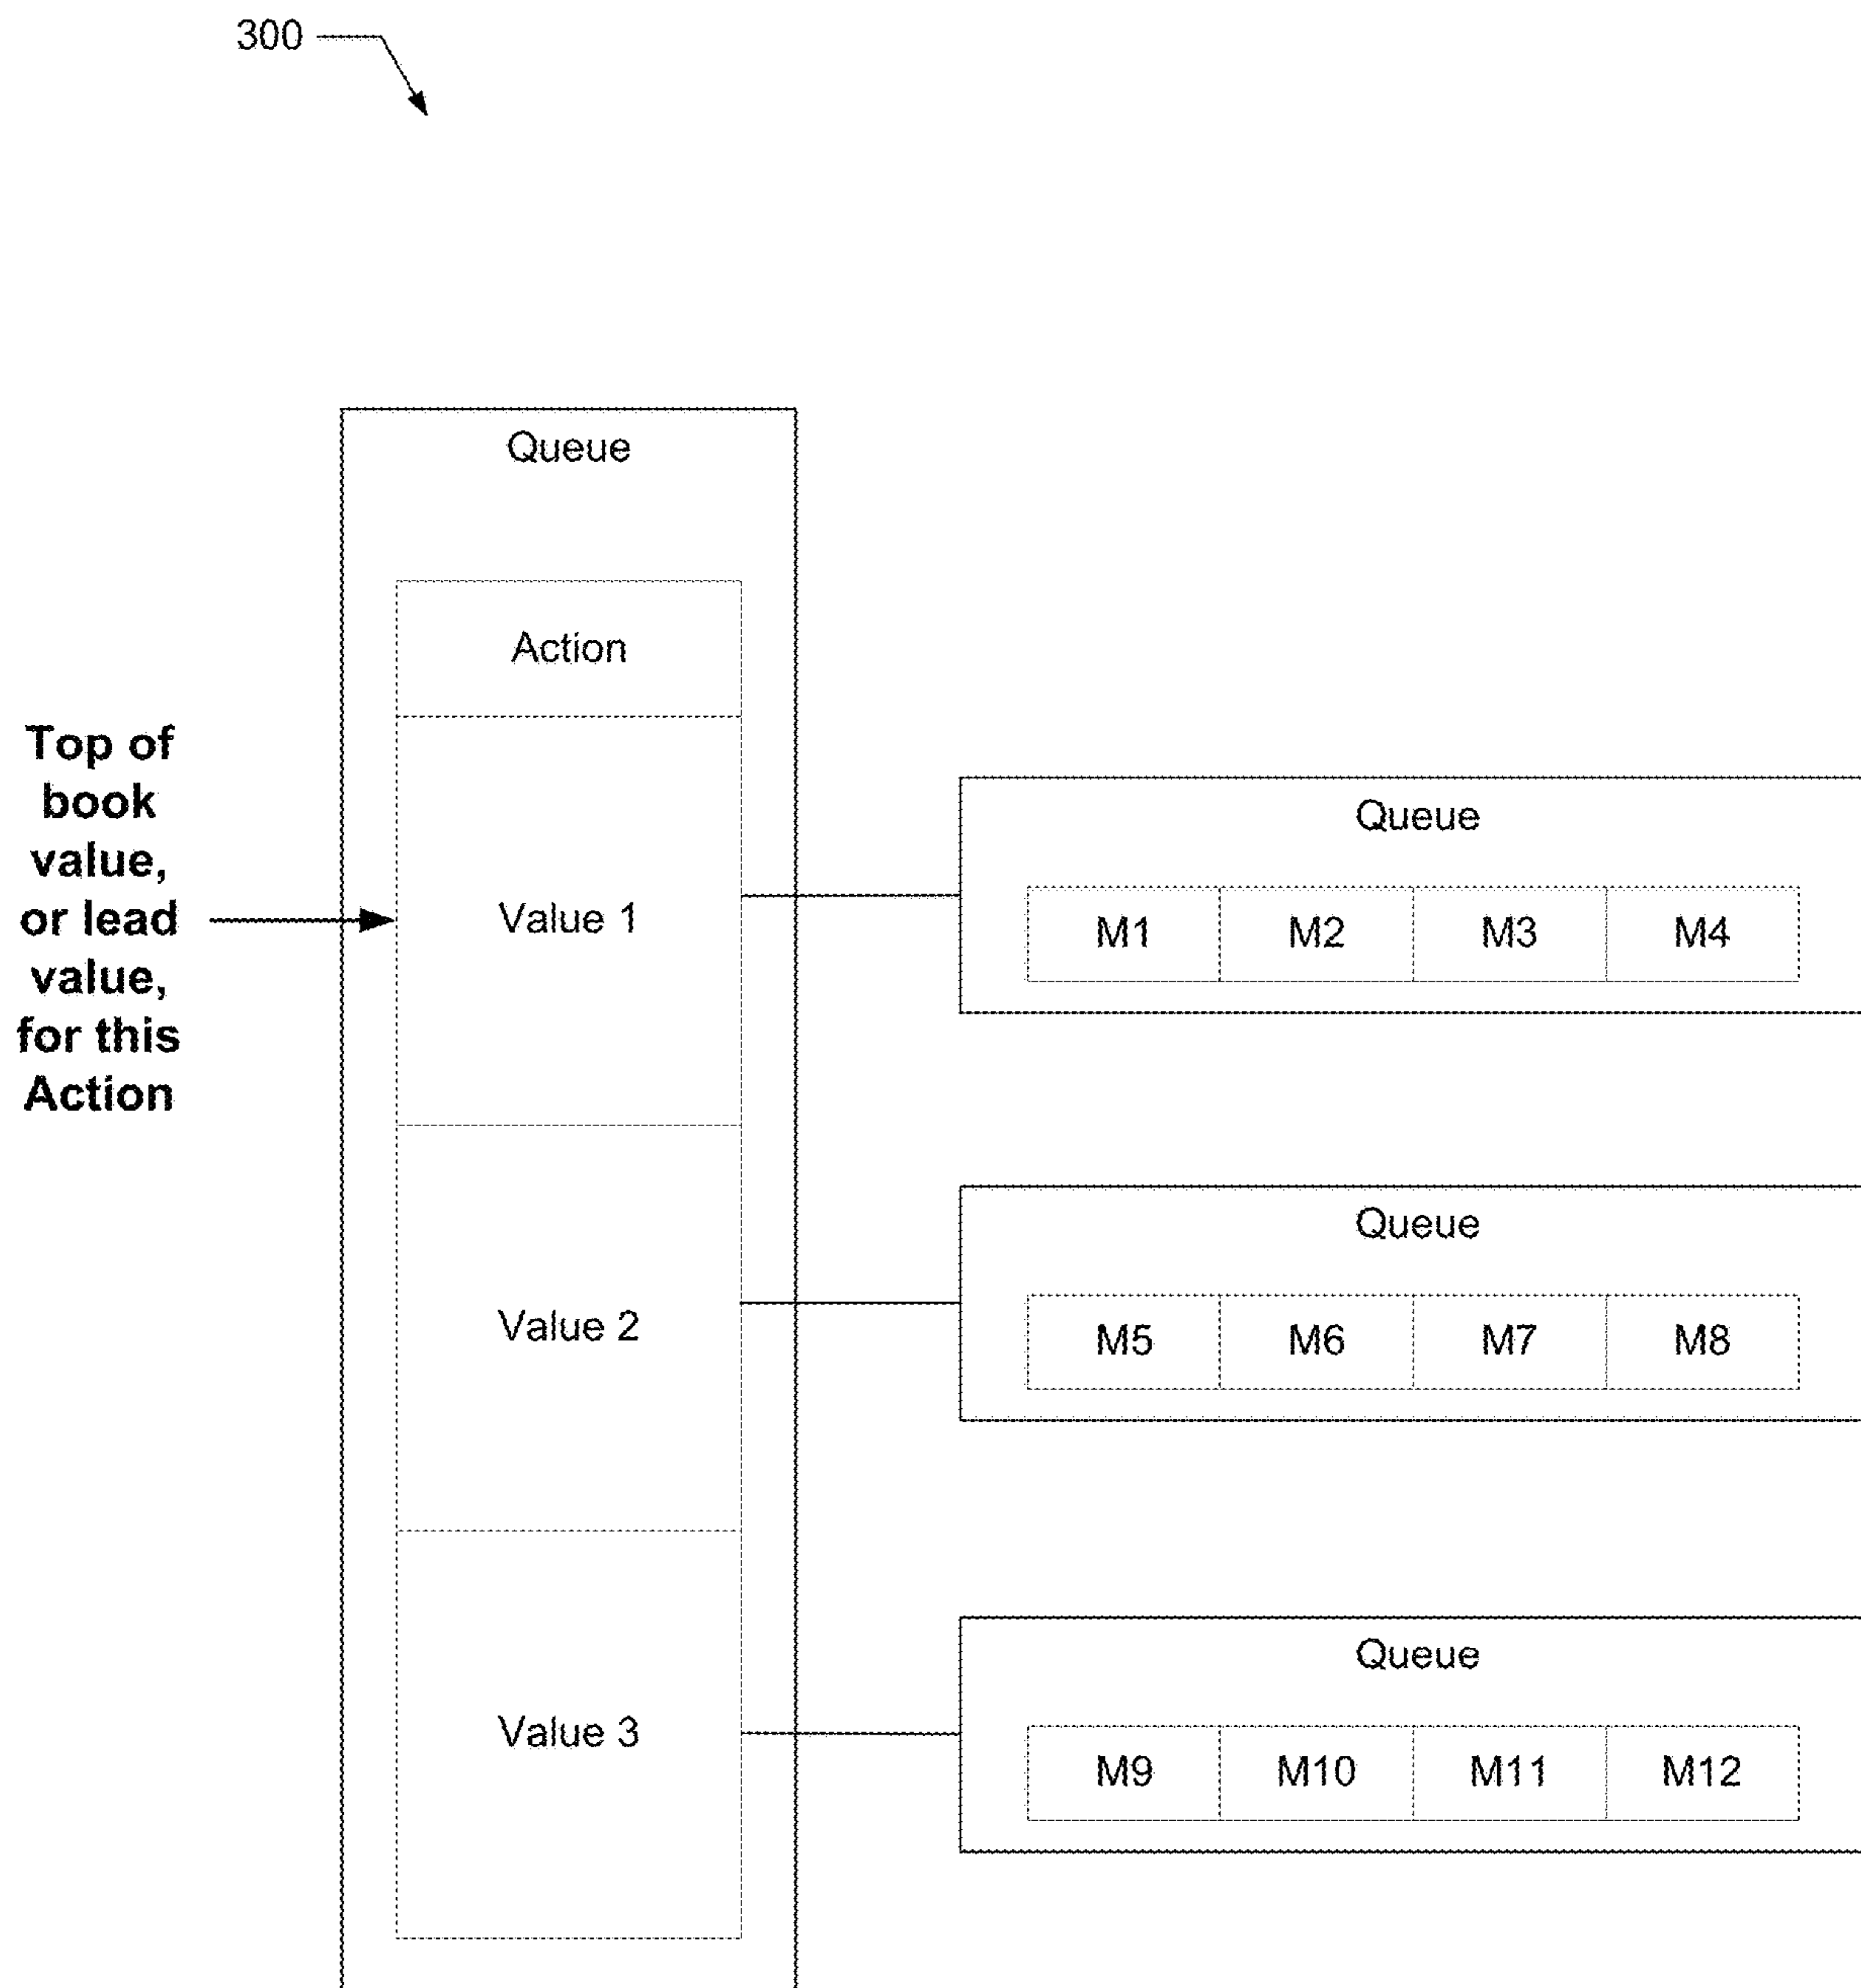 300
Queue
Action
Top of
book
value,
or lead
value,
for this
Action
Value 1
Queue
M1 M2 M3 M4
Value 2
Queue
M5 M6 M7 M8
Value 3
Queue
M9 M10 M11 M12